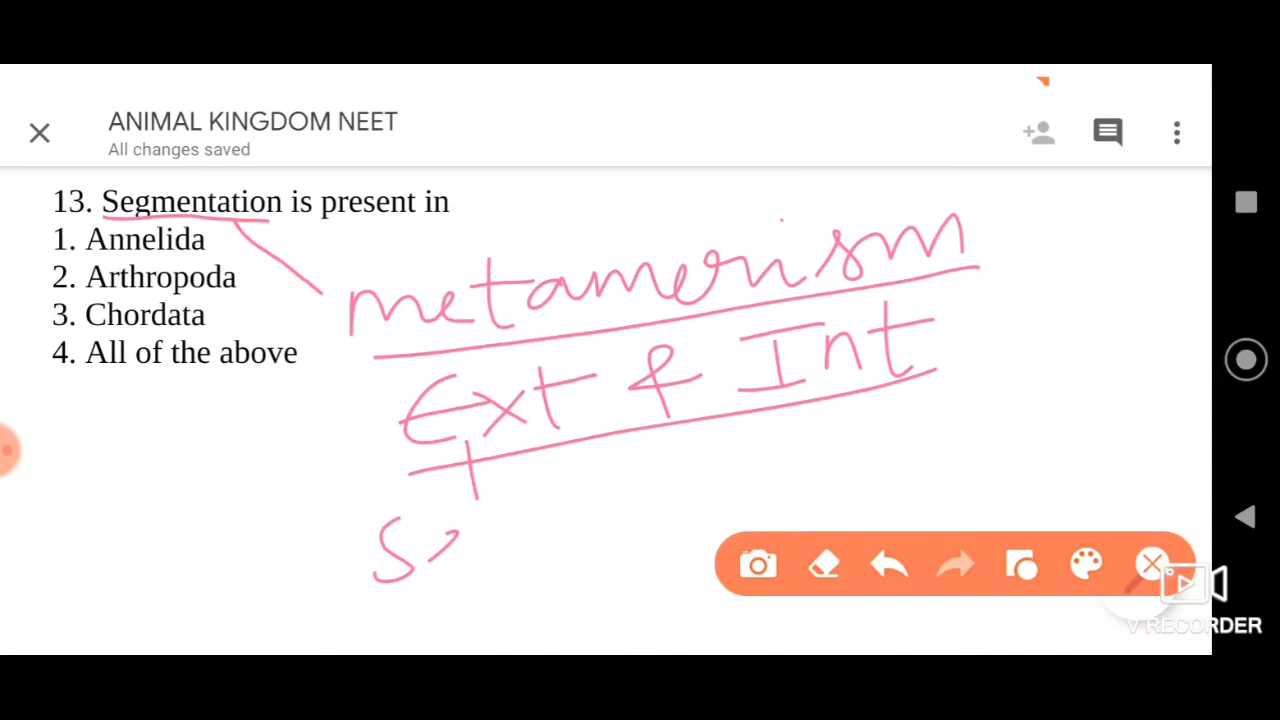 ANIMAL KINGDOM NEET
All changes saved
13. Segmentation is present in
1. Annelida
2. Arthropoda
3. Chordata
4. All of the above
metamerism
Ext & Int
V RECORDER